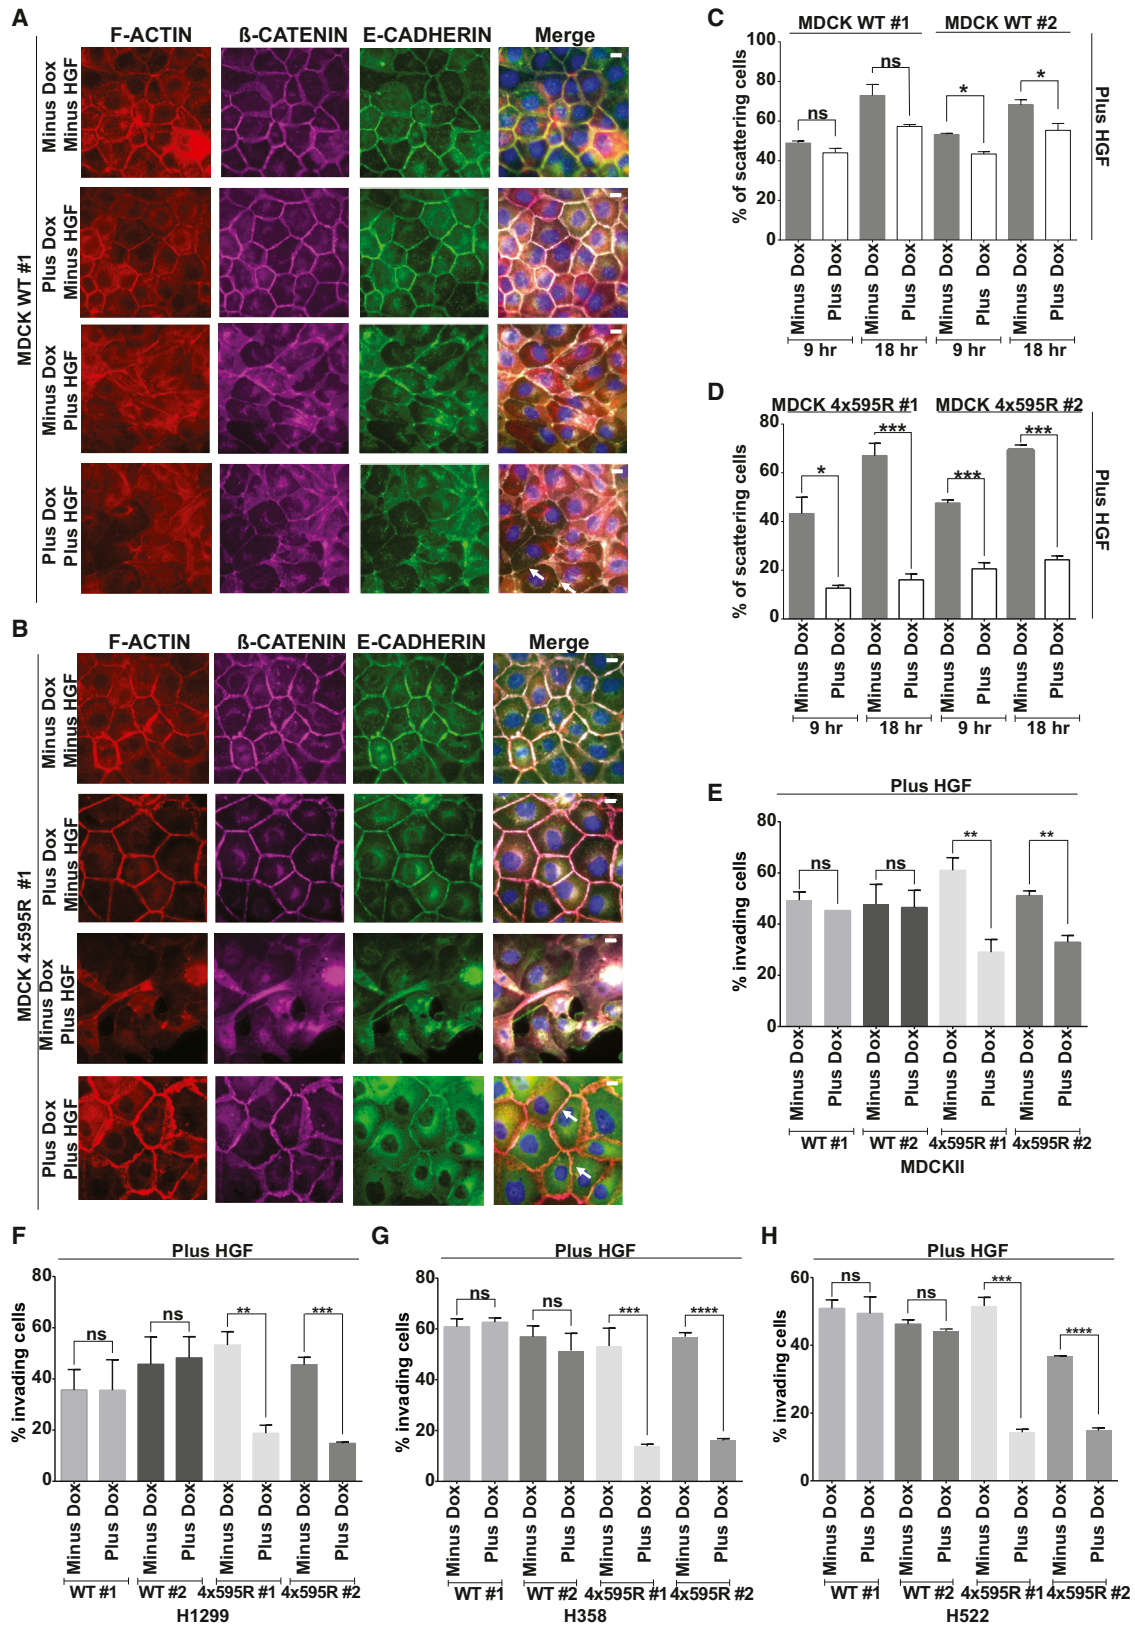 A
F-ACTIN ß-CATENIN E-CADHERIN Merge
MDCK WT #1
Minus Dox
Minus HGF
Plus Dox
Minus HGF
Minus Dox
Plus HGF
Plus Dox
Plus HGF
B
F-ACTIN ß-CATENIN E-CADHERIN Merge
MDCK 4x595R #1
Minus Dox
Minus HGF
Plus Dox
Minus HGF
Minus Dox
Plus HGF
Plus Dox
Plus HGF
C
MDCK WT #1 MDCK WT #2
% of scattering cells
100
80
60
40
20
0
ns ns * *
Plus HGF
Minus Dox Plus Dox Minus Dox Plus Dox Minus Dox Plus Dox Minus Dox Plus Dox
9 hr 18 hr 9 hr 18 hr
D
MDCK 4x595R #1 MDCK 4x595R #2
% of scattering cells
80
60
40
20
0
* *** *** ***
Plus HGF
Minus Dox Plus Dox Minus Dox Plus Dox Minus Dox Plus Dox Minus Dox Plus Dox
9 hr 18 hr 9 hr 18 hr
E
Plus HGF
% invading cells
80
60
40
20
0
ns ns ** **
Minus Dox Plus Dox Minus Dox Plus Dox Minus Dox Plus Dox Minus Dox Plus Dox
WT #1 WT #2 4x595R #1 4x595R #2
MDCKII
F
Plus HGF
% invading cells
80
60
40
20
0
ns ns ** ***
Minus Dox Plus Dox Minus Dox Plus Dox Minus Dox Plus Dox Minus Dox Plus Dox
WT #1 WT #2 4x595R #1 4x595R #2
H1299
G
Plus HGF
% invading cells
80
60
40
20
0
ns ns *** ****
Minus Dox Plus Dox Minus Dox Plus Dox Minus Dox Plus Dox Minus Dox Plus Dox
WT #1 WT #2 4x595R #1 4x595R #2
H358
H
Plus HGF
% invading cells
60
40
20
0
ns ns *** ****
Minus Dox Plus Dox Minus Dox Plus Dox Minus Dox Plus Dox Minus Dox Plus Dox
WT #1 WT #2 4x595R #1 4x595R #2
H522